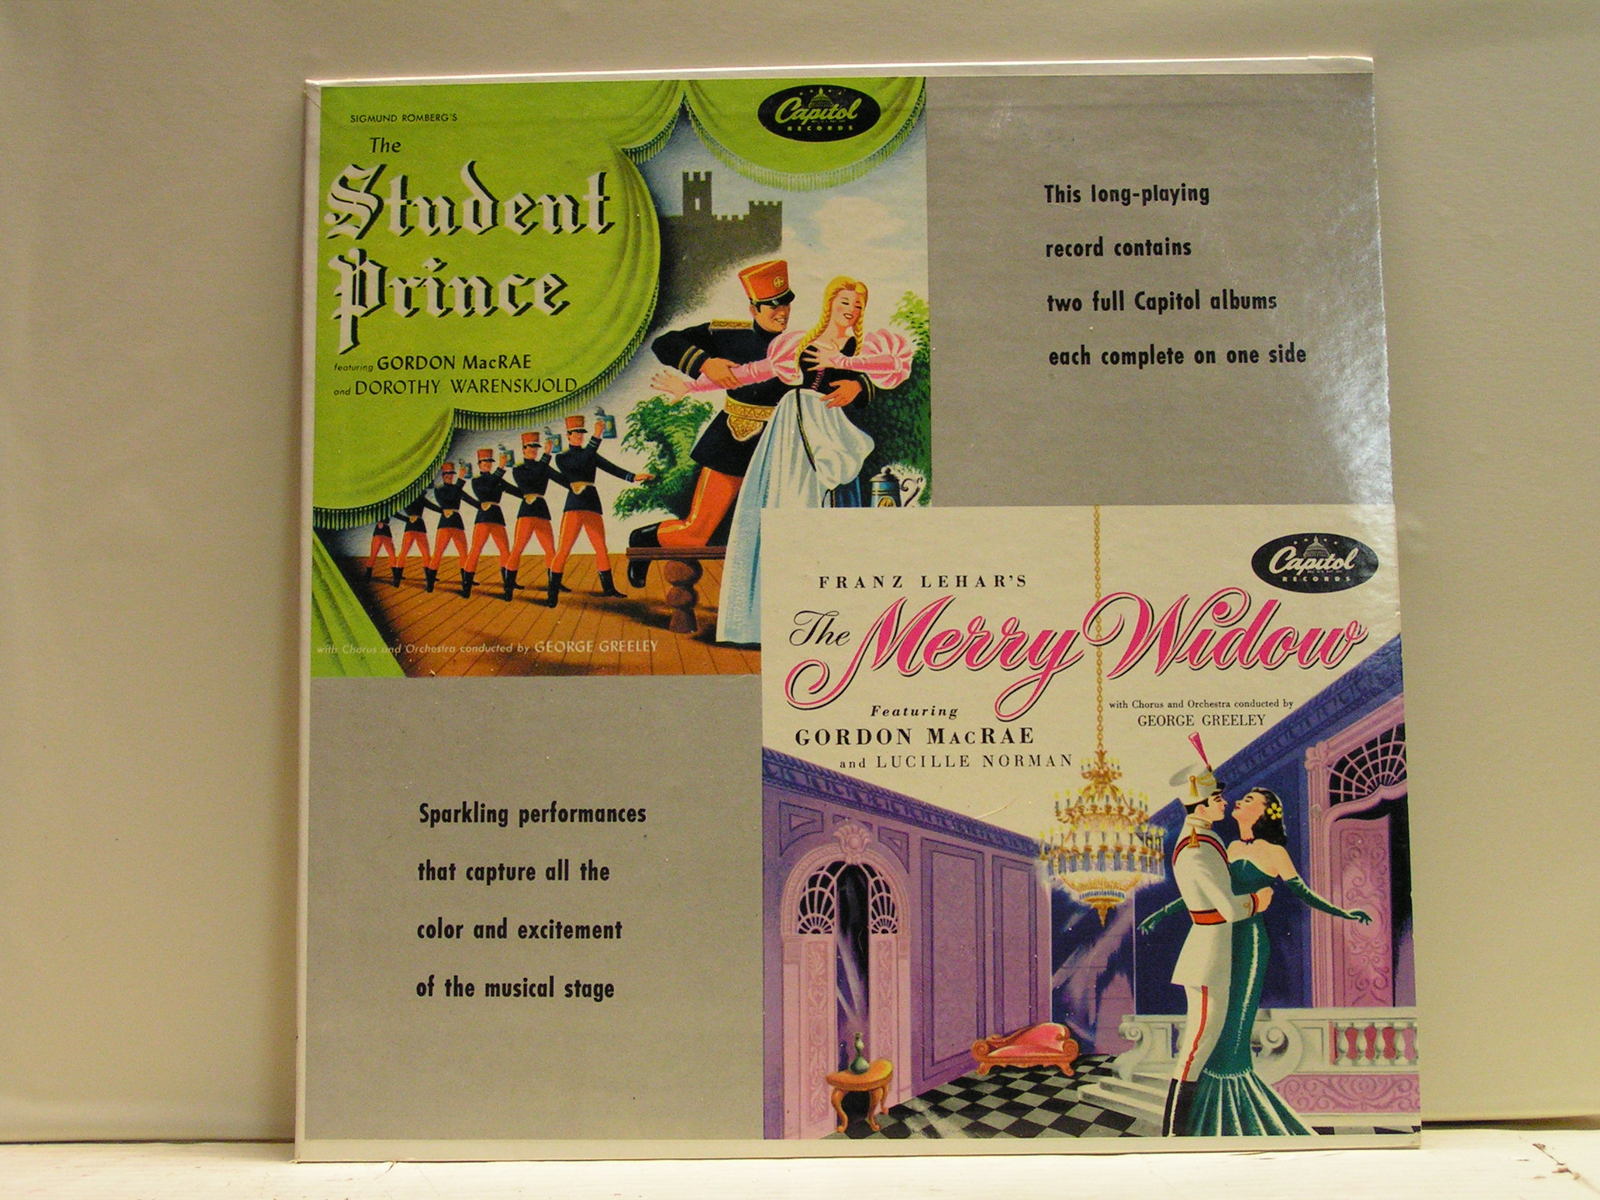 SIGMUND ROMBERG'S
The
Student
Prince
featuring GORDON MacRAE
and DOROTHY WARENSKJOLD
with Chorus and Orchestra conducted by GEORGE GREELEY
Capitol
RECORDS
This long-playing
record contains
two full Capitol albums
each complete on one side
Sparkling performances
that capture all the
color and excitement
of the musical stage
Capitol
RECORDS
FRANZ LEHAR'S
The Merry Widow
Featuring
GORDON MacRAE
and LUCILLE NORMAN
with Chorus and Orchestra conducted by
GEORGE GREELEY